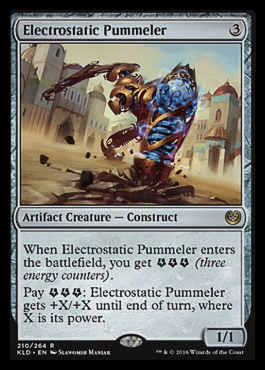 Electrostatic Pummeler 3
Artifact Creature — Construct
When Electrostatic Pummeler enters
the battlefield, you get (three
energy counters).
Pay : Electrostatic Pummeler
gets +X/+X until end of turn, where
X is its power.
1/1
210/264 R
KLD • EN SLAWOMIR MANIAK
™ & © 2016 Wizards of the Coast